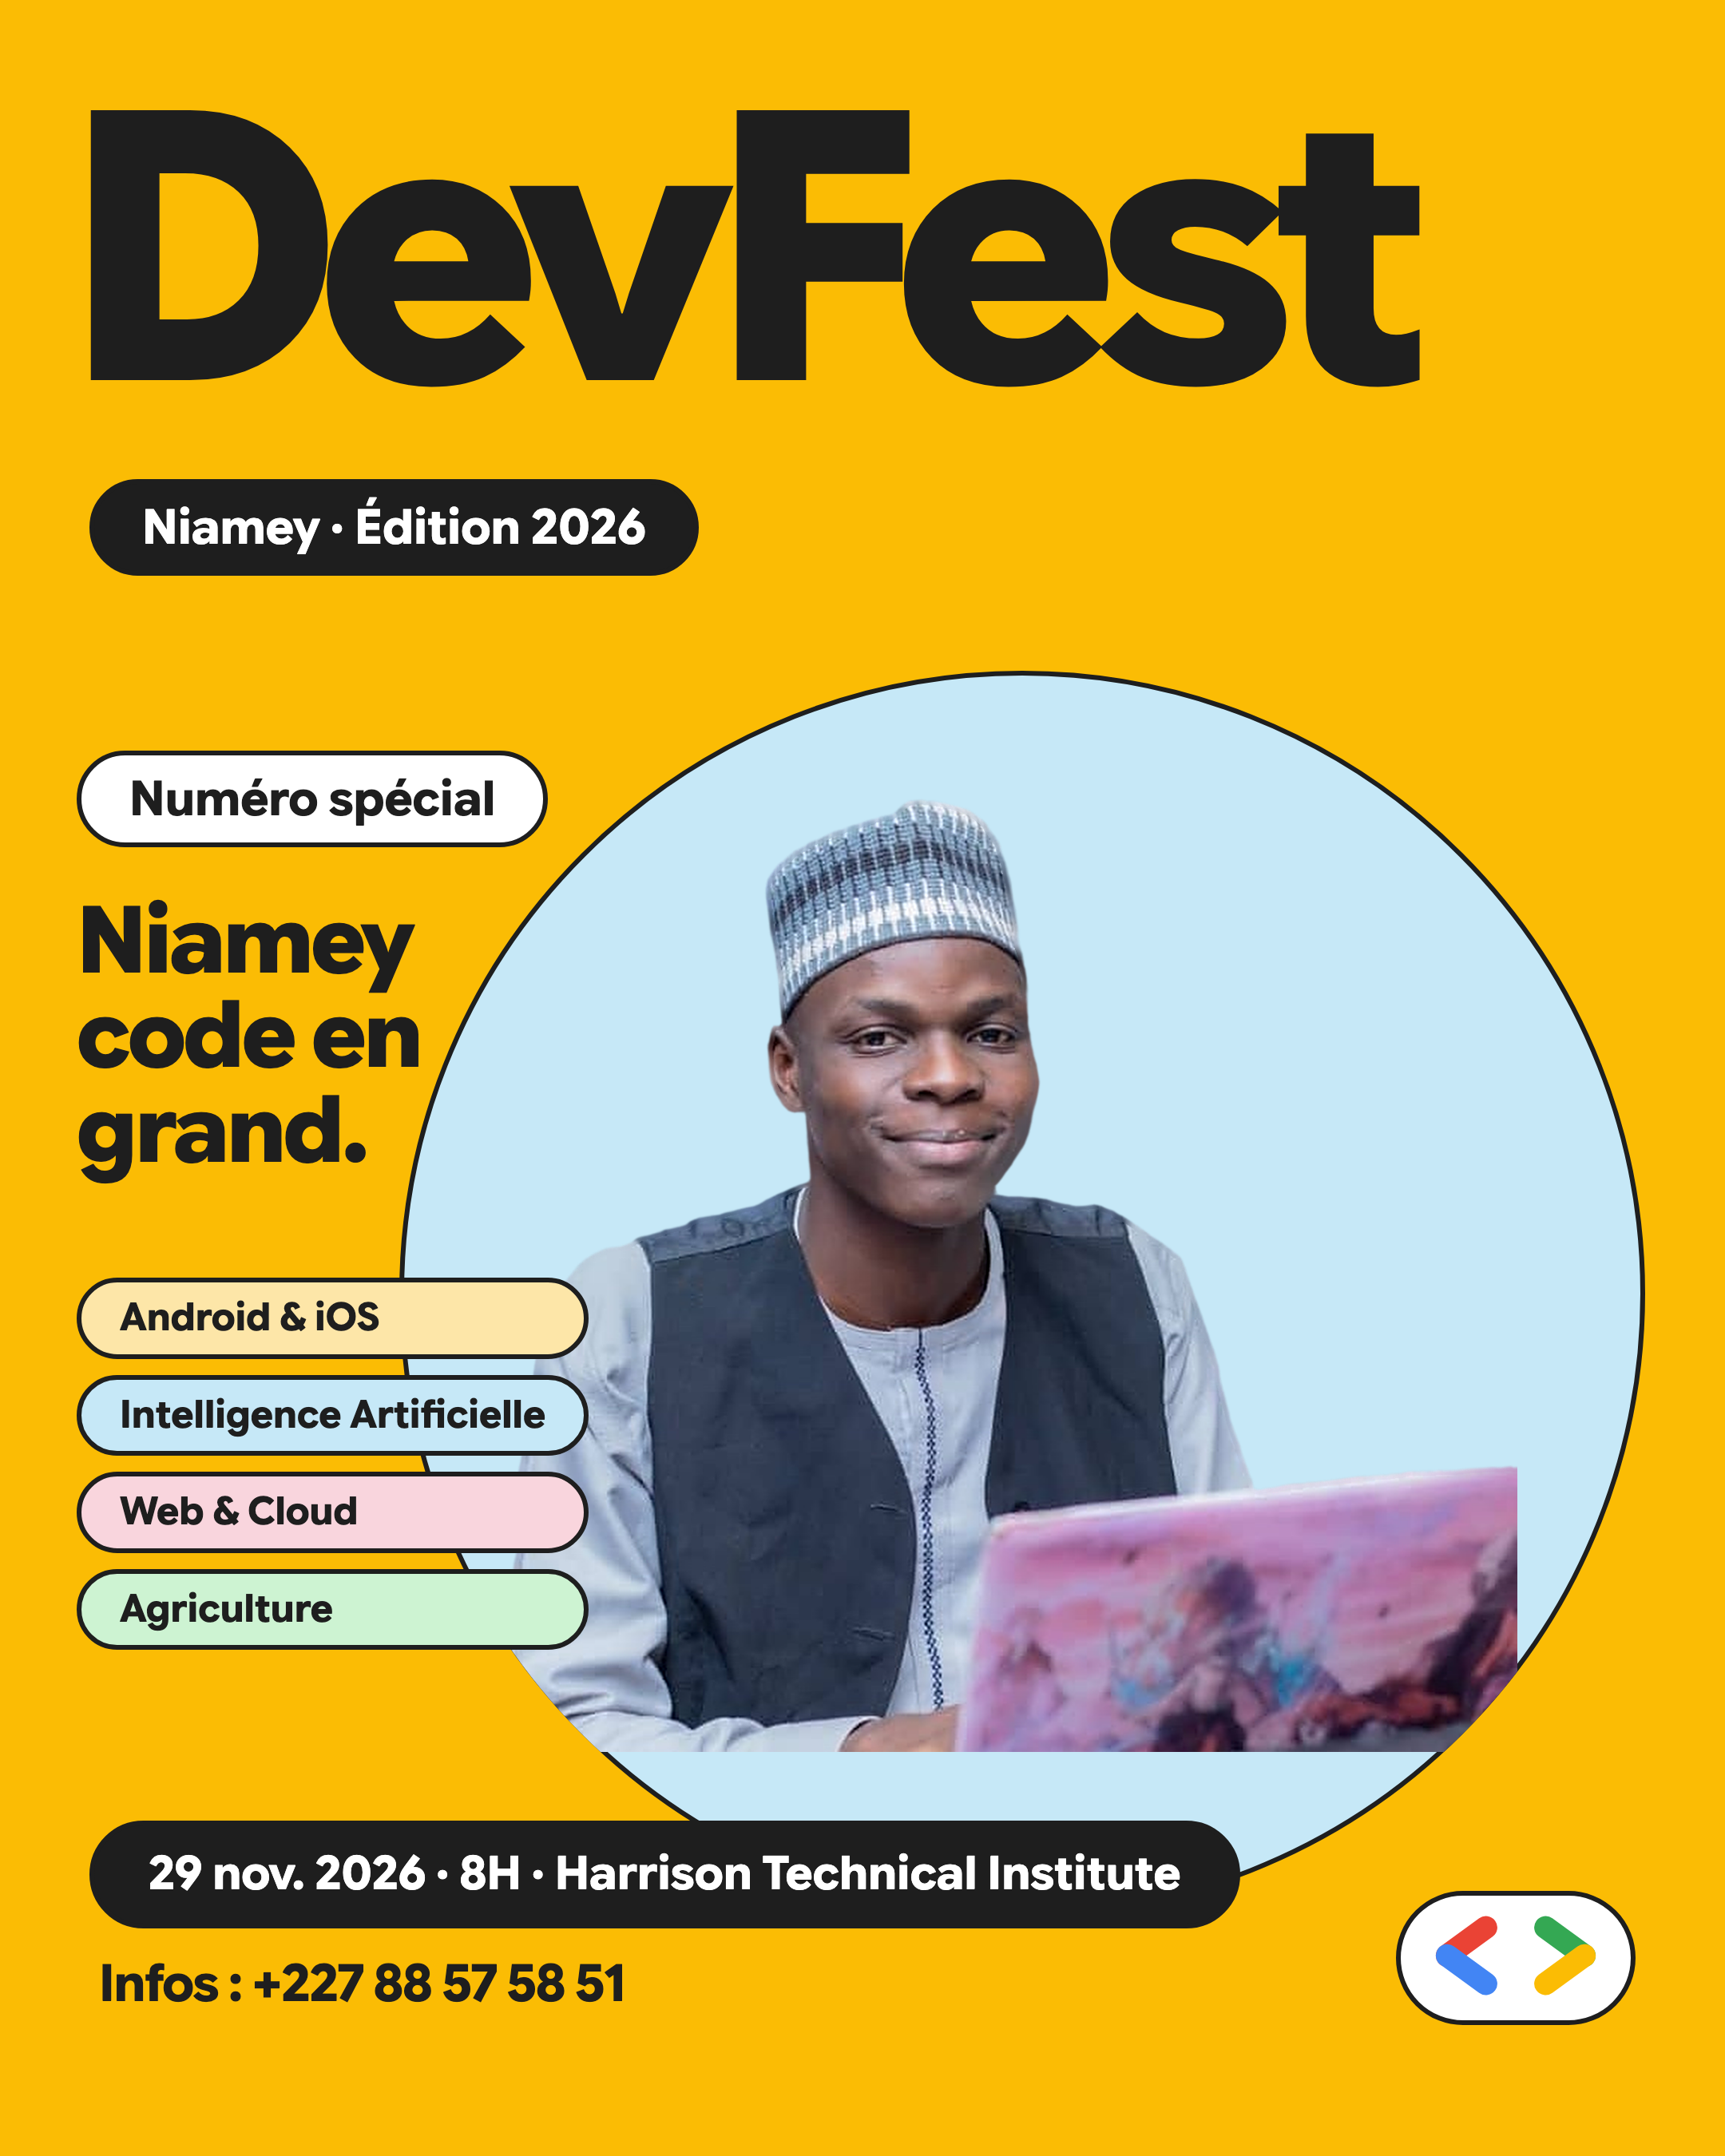 DevFest
Niamey · Édition 2026
Numéro spécial
Niamey
code en
grand.
Android & iOS
Intelligence Artificielle
Web & Cloud
Agriculture
29 nov. 2026 · 8H · Harrison Technical Institute
Infos : +227 88 57 58 51